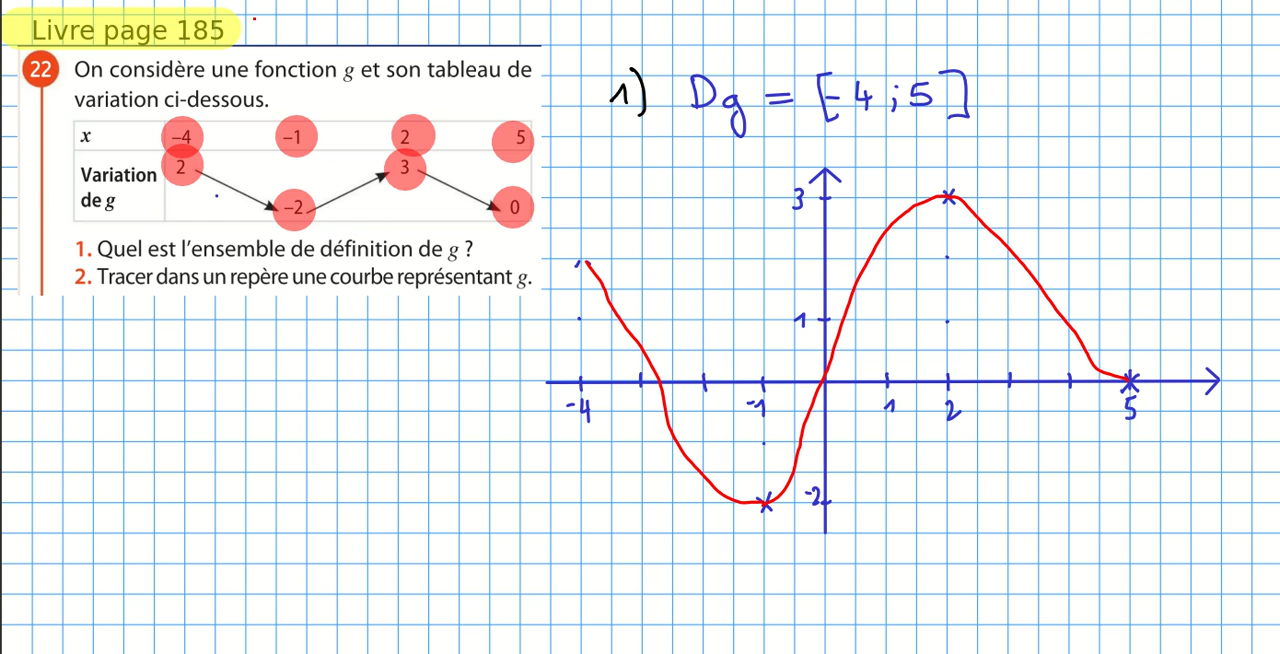 Livre page 185
22 On considère une fonction g et son tableau de
variation ci-dessous.
x –4 –1 2 5
Variation
de g
2 –2 3 0
1. Quel est l'ensemble de définition de g ?
2. Tracer dans un repère une courbe représentant g.
1) Dg = [-4 ; 5]
3
1
-4 -1 1 2 5
-2